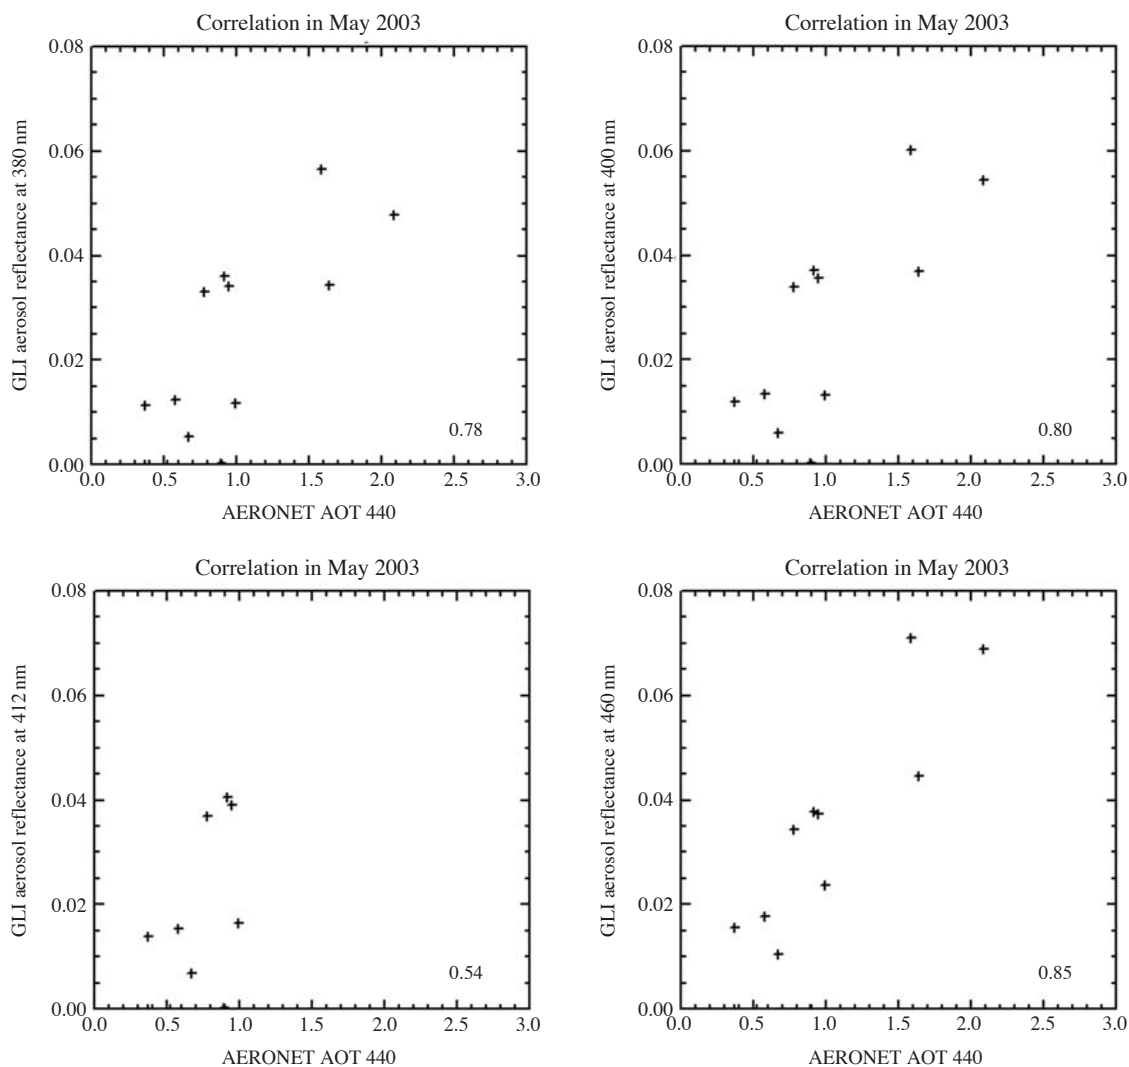 Correlation in May 2003
GLI aerosol reflectance at 380 nm
0.08
0.06
0.04
0.02
0.00
0.78
0.0 0.5 1.0 1.5 2.0 2.5 3.0
AERONET AOT 440
Correlation in May 2003
GLI aerosol reflectance at 400 nm
0.08
0.06
0.04
0.02
0.00
0.80
0.0 0.5 1.0 1.5 2.0 2.5 3.0
AERONET AOT 440
Correlation in May 2003
GLI aerosol reflectance at 412 nm
0.08
0.06
0.04
0.02
0.00
0.54
0.0 0.5 1.0 1.5 2.0 2.5 3.0
AERONET AOT 440
Correlation in May 2003
GLI aerosol reflectance at 460 nm
0.08
0.06
0.04
0.02
0.00
0.85
0.0 0.5 1.0 1.5 2.0 2.5 3.0
AERONET AOT 440